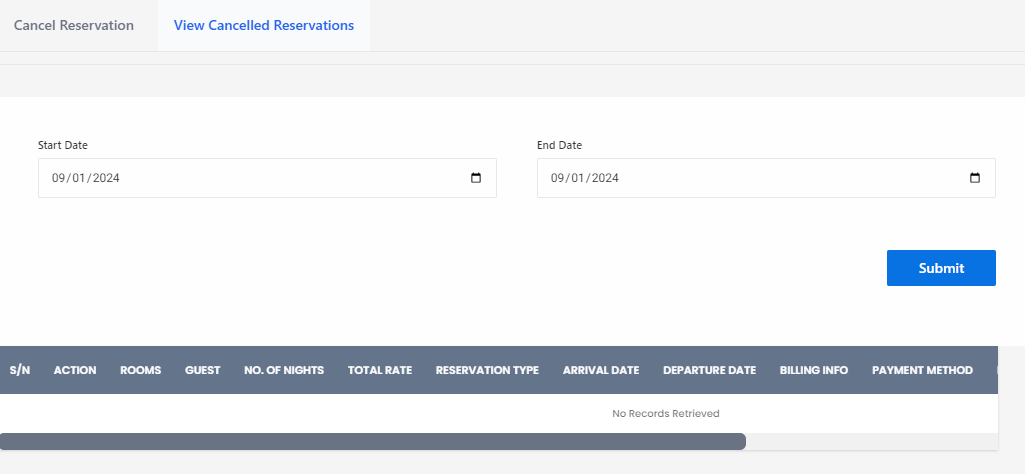 Cancel Reservation View Cancelled Reservations
Start Date End Date
09/01/2024 09/01/2024
Submit
S/N ACTION ROOMS GUEST NO. OF NIGHTS TOTAL RATE RESERVATION TYPE ARRIVAL DATE DEPARTURE DATE BILLING INFO PAYMENT METHOD
No Records Retrieved